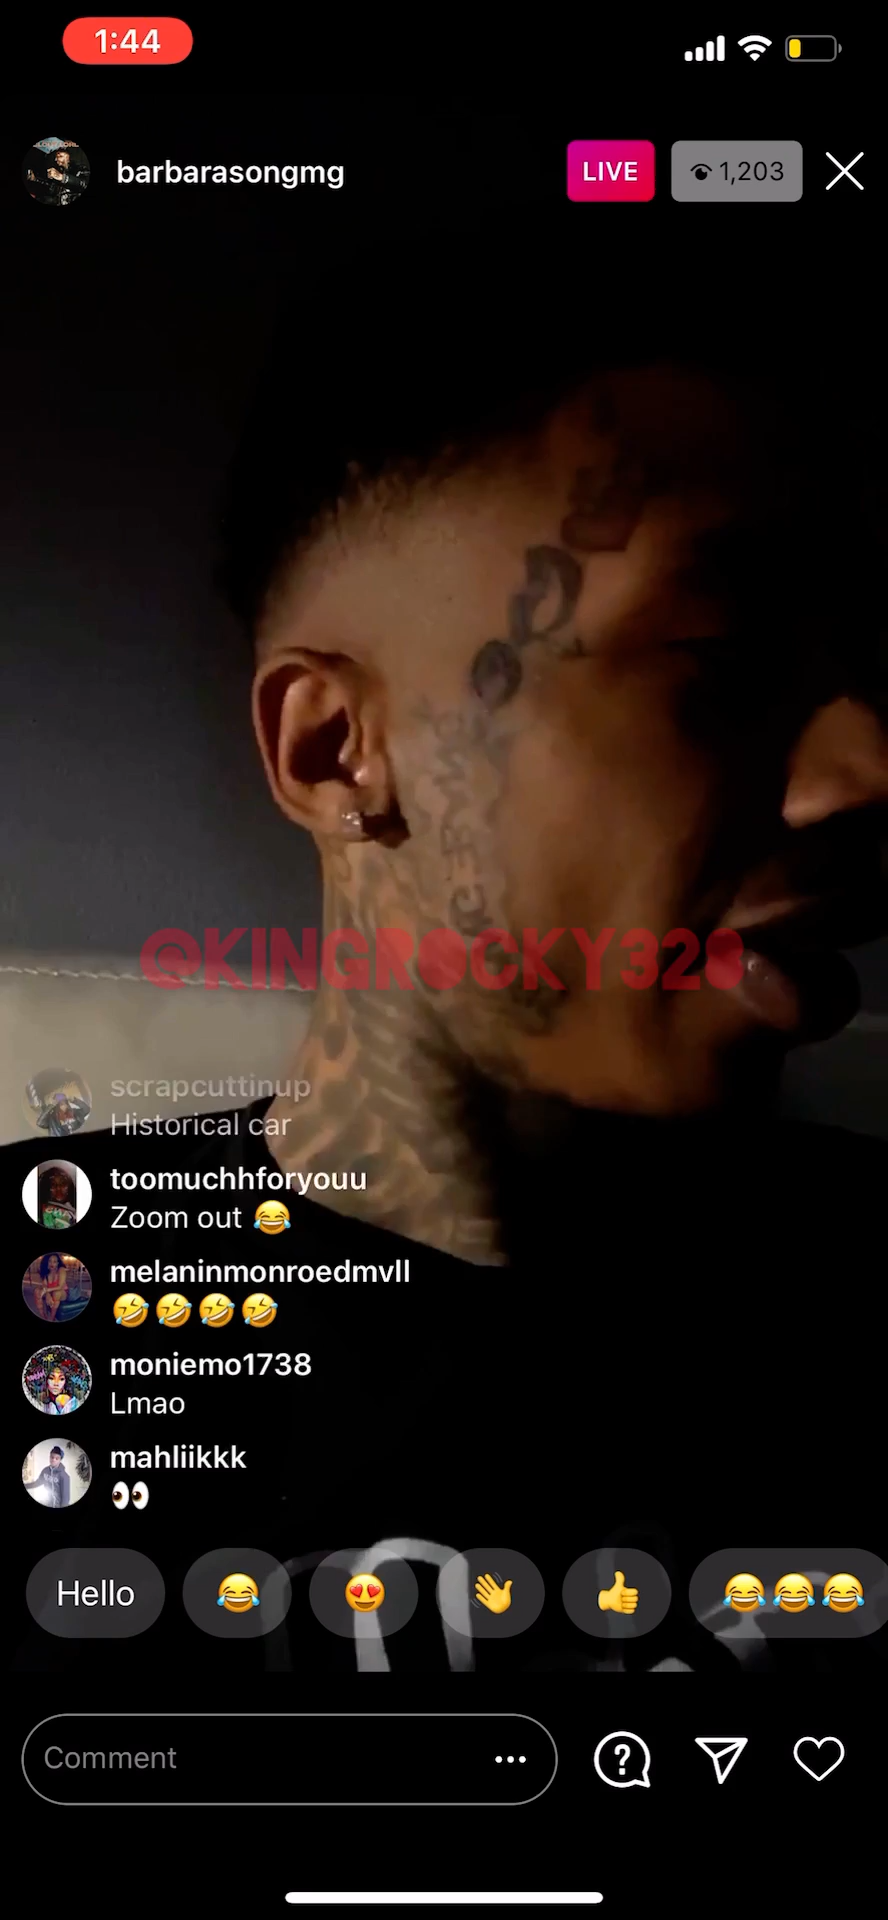 1:44
barbarasongmg
LIVE
1,203
@KINGROCKY328
scrapcuttinup
Historical car
toomuchhforyouu
Zoom out 😂
melaninmonroedmvll
🤣🤣🤣🤣
moniemo1738
Lmao
mahliikkk
👀
Hello 😂 😍 👋 👍 😂😂😂
Comment